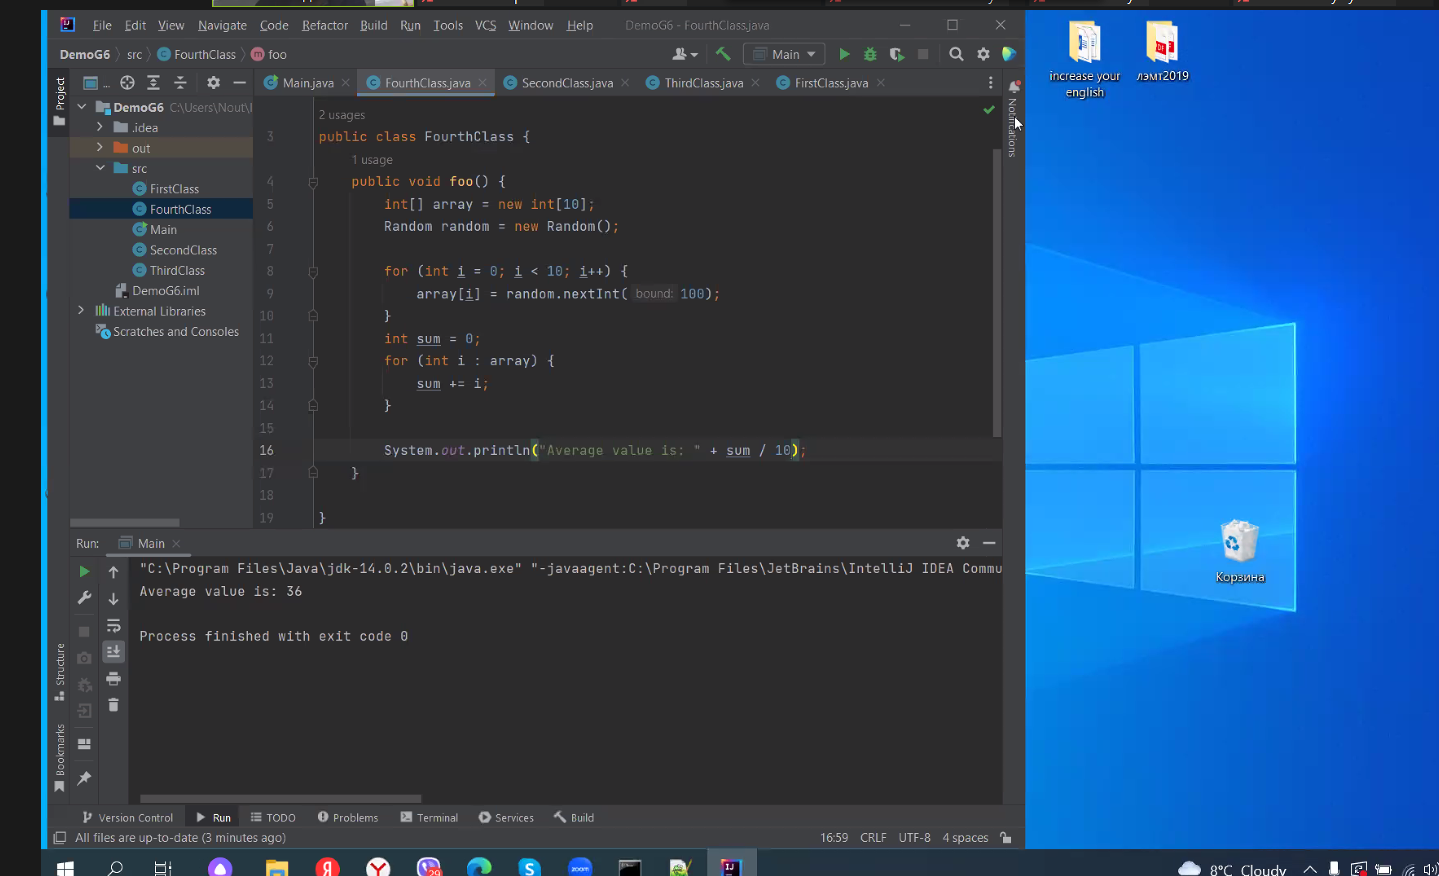 File Edit View Navigate Code Refactor Build Run Tools VCS Window Help DemoG6 - FourthClass.java
DemoG6 src FourthClass foo Main
Project
Main.java FourthClass.java SecondClass.java ThirdClass.java FirstClass.java
DemoG6 C:\Users\Nout\
.idea
out
src
FirstClass
FourthClass
Main
SecondClass
ThirdClass
DemoG6.iml
External Libraries
Scratches and Consoles
2 usages
3 public class FourthClass {
1 usage
4 public void foo() {
5 int[] array = new int[10];
6 Random random = new Random();
7
8 for (int i = 0; i < 10; i++) {
9 array[i] = random.nextInt( bound: 100);
10 }
11 int sum = 0;
12 for (int i : array) {
13 sum += i;
14 }
15
16 System.out.println("Average value is: " + sum / 10);
17 }
18
19 }
Notifications
increase your
english
лэмт2019
Корзина
Run: Main
"C:\Program Files\Java\jdk-14.0.2\bin\java.exe" "-javaagent:C:\Program Files\JetBrains\IntelliJ IDEA Commu
Average value is: 36
Process finished with exit code 0
Structure
Bookmarks
Version Control Run TODO Problems Terminal Services Build
All files are up-to-date (3 minutes ago) 16:59 CRLF UTF-8 4 spaces
29 zoom 8°C Cloudy